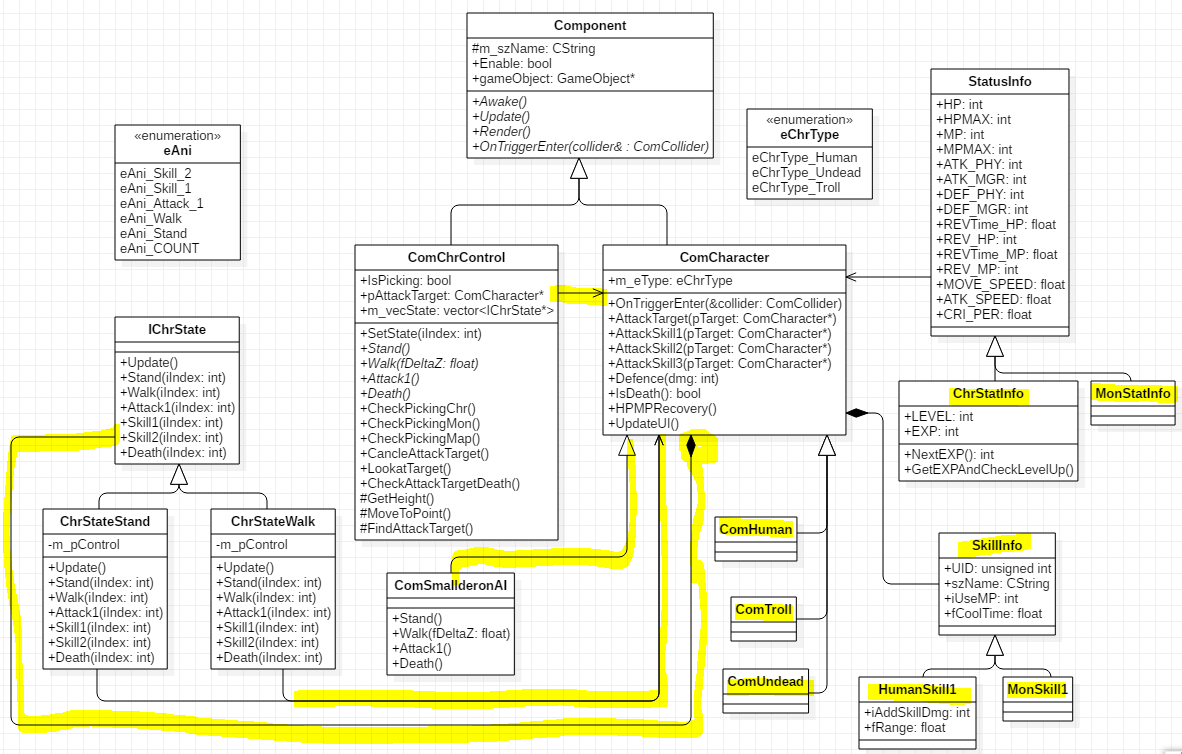 Component
#m_szName: CString
+Enable: bool
+gameObject: GameObject*
+Awake()
+Update()
+Render()
+OnTriggerEnter(collider& : ComCollider)
«enumeration»
eAni
eAni_Skill_2
eAni_Skill_1
eAni_Attack_1
eAni_Walk
eAni_Stand
eAni_COUNT
«enumeration»
eChrType
eChrType_Human
eChrType_Undead
eChrType_Troll
StatusInfo
+HP: int
+HPMAX: int
+MP: int
+MPMAX: int
+ATK_PHY: int
+ATK_MGR: int
+DEF_PHY: int
+DEF_MGR: int
+REVTime_HP: float
+REV_HP: int
+REVTime_MP: float
+REV_MP: int
+MOVE_SPEED: float
+ATK_SPEED: float
+CRI_PER: float
ComChrControl
+IsPicking: bool
+pAttackTarget: ComCharacter*
+m_vecState: vector<IChrState*>
+SetState(iIndex: int)
+Stand()
+Walk(fDeltaZ: float)
+Attack1()
+Death()
+CheckPickingChr()
+CheckPickingMon()
+CheckPickingMap()
+CancleAttackTarget()
+LookatTarget()
+CheckAttackTargetDeath()
#GetHeight()
#MoveToPoint()
#FindAttackTarget()
ComCharacter
+m_eType: eChrType
+OnTriggerEnter(&collider: ComCollider)
+AttackTarget(pTarget: ComCharacter*)
+AttackSkill1(pTarget: ComCharacter*)
+AttackSkill2(pTarget: ComCharacter*)
+AttackSkill3(pTarget: ComCharacter*)
+Defence(dmg: int)
+IsDeath(): bool
+HPMPRecovery()
+UpdateUI()
IChrState
+Update()
+Stand(iIndex: int)
+Walk(iIndex: int)
+Attack1(iIndex: int)
+Skill1(iIndex: int)
+Skill2(iIndex: int)
+Death(iIndex: int)
ChrStatInfo
+LEVEL: int
+EXP: int
+NextEXP(): int
+GetEXPAndCheckLevelUp()
MonStatInfo
ChrStateStand
-m_pControl
+Update()
+Stand(iIndex: int)
+Walk(iIndex: int)
+Attack1(iIndex: int)
+Skill1(iIndex: int)
+Skill2(iIndex: int)
+Death(iIndex: int)
ChrStateWalk
-m_pControl
+Update()
+Stand(iIndex: int)
+Walk(iIndex: int)
+Attack1(iIndex: int)
+Skill1(iIndex: int)
+Skill2(iIndex: int)
+Death(iIndex: int)
ComSmallderonAI
+Stand()
+Walk(fDeltaZ: float)
+Attack1()
+Death()
ComHuman
ComTroll
ComUndead
SkillInfo
+UID: unsigned int
+szName: CString
+iUseMP: int
+fCoolTime: float
HumanSkill1
+iAddSkillDmg: int
+fRange: float
MonSkill1